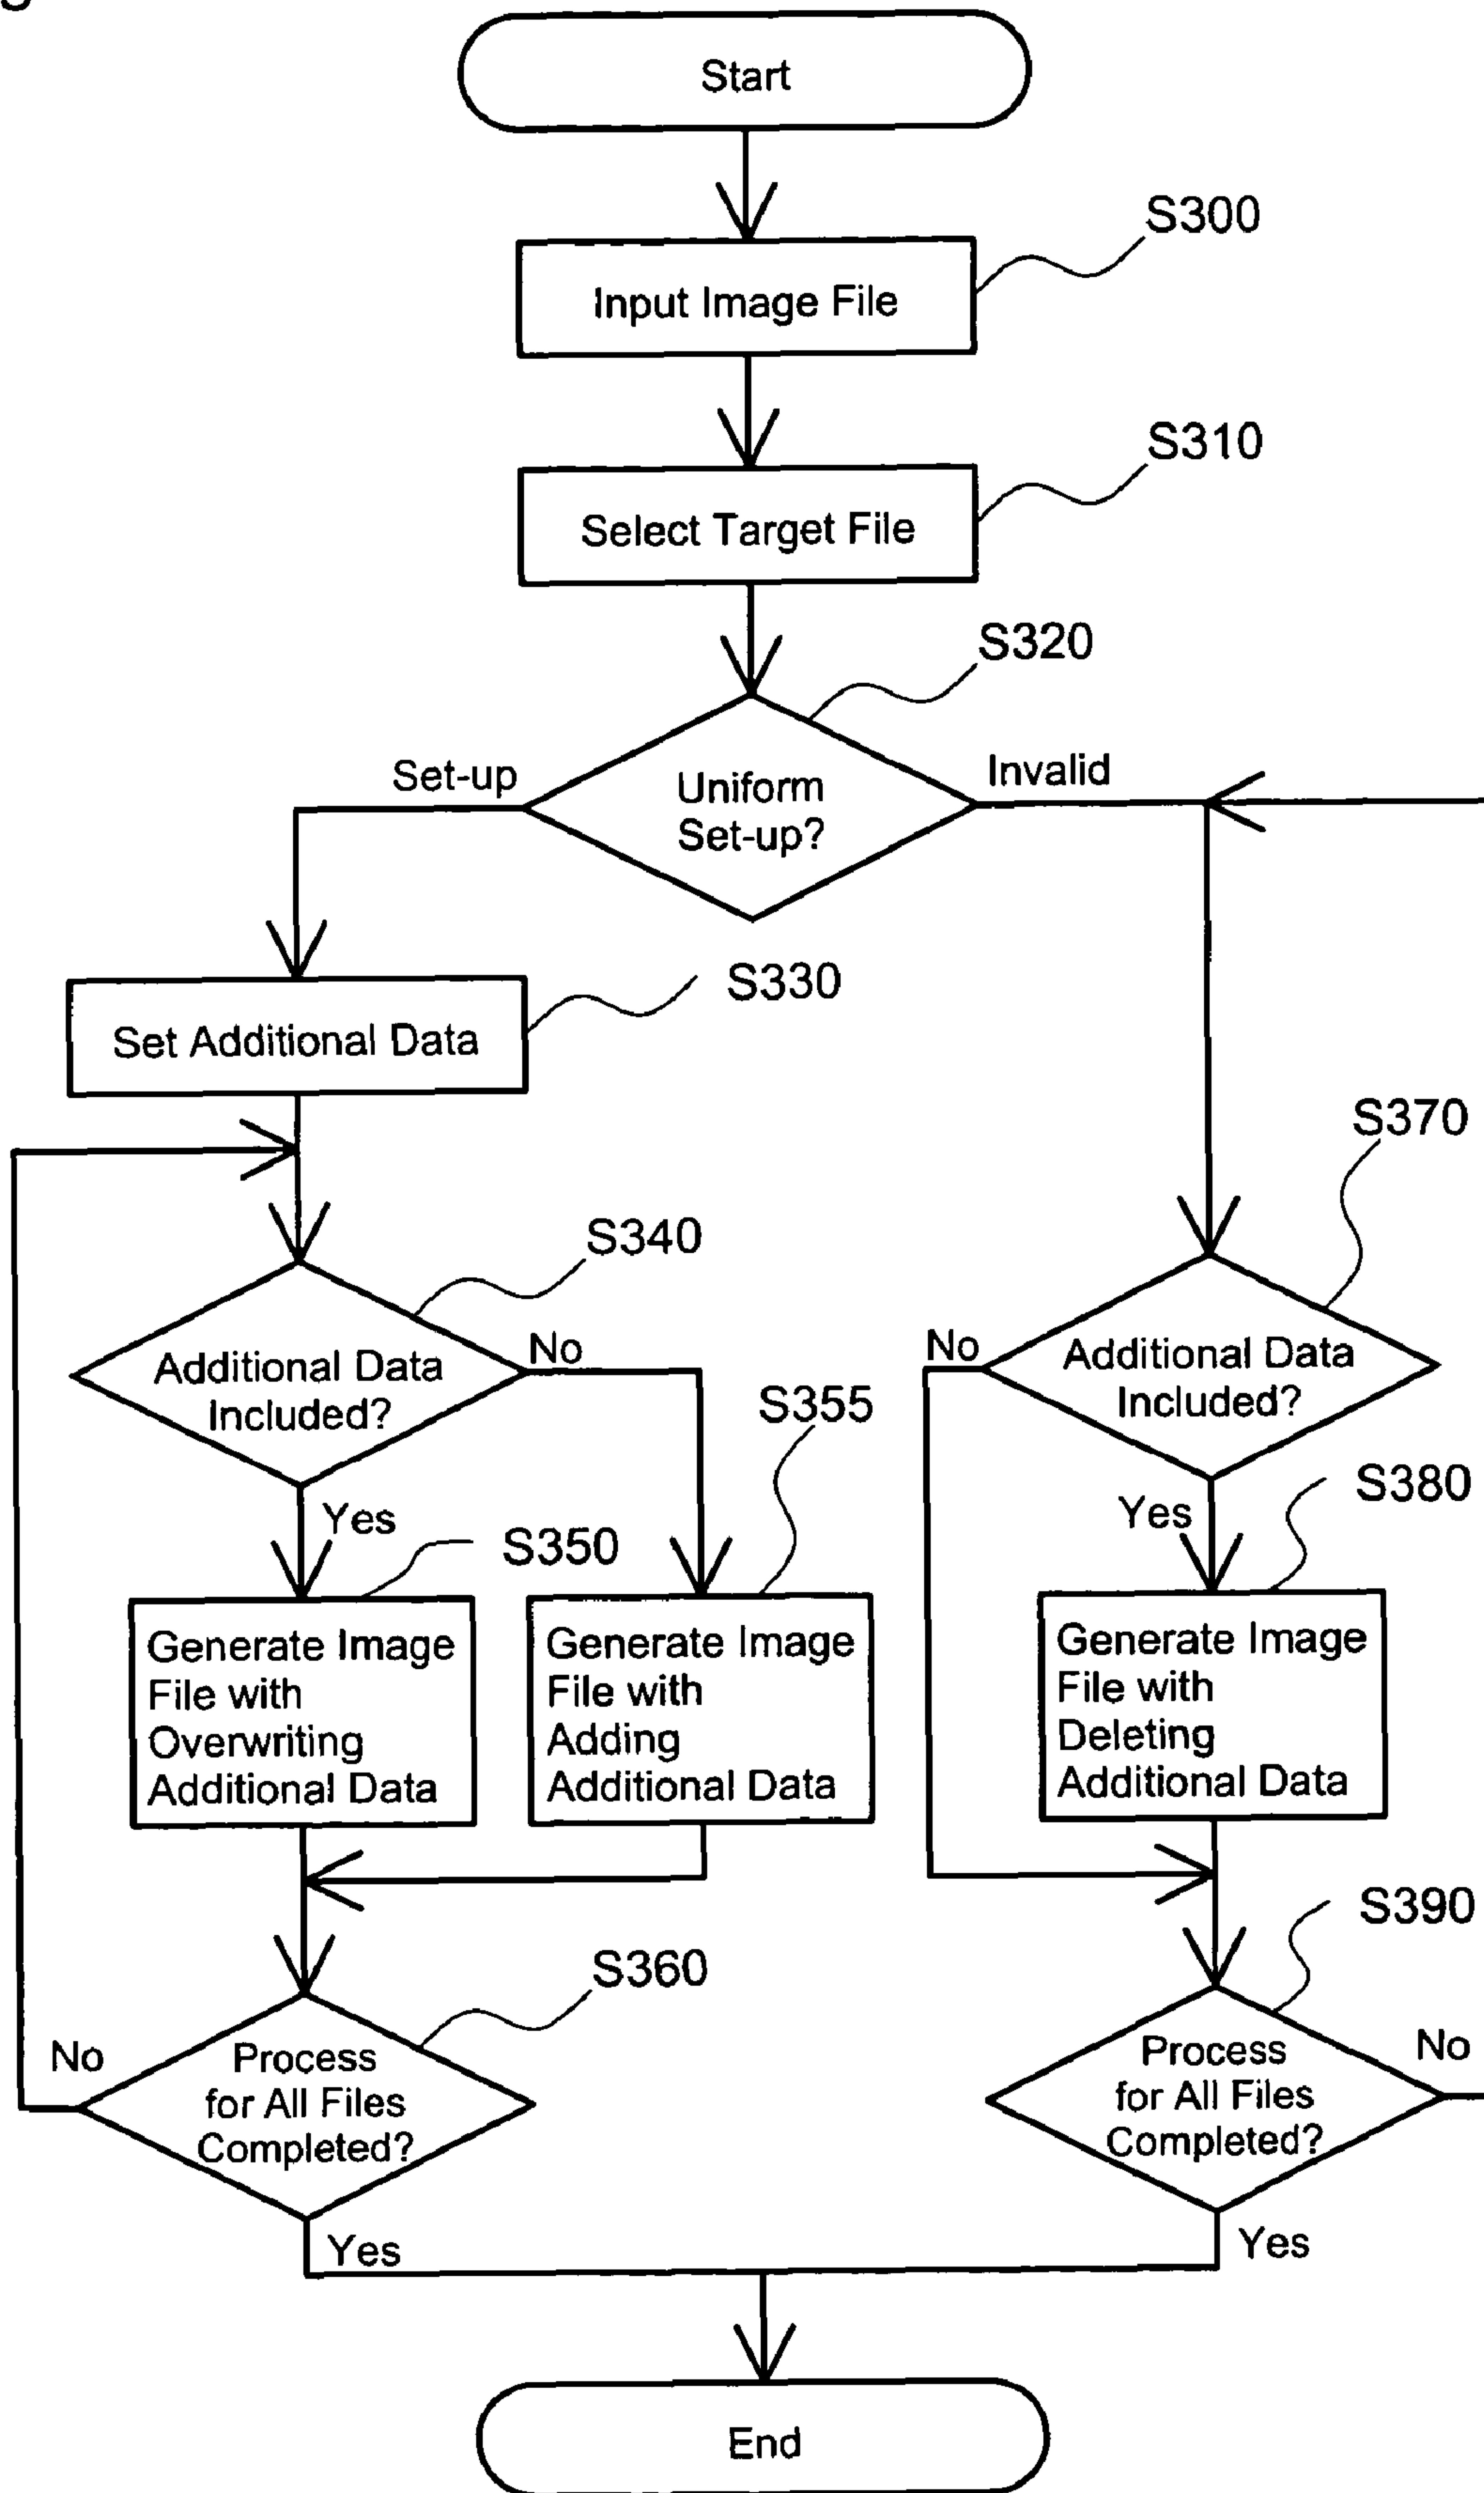 Start
S300
Input Image File
S310
Select Target File
S320
Set-up
Uniform
Set-up?
Invalid
S330
Set Additional Data
S340
Additional Data
Included?
No
Yes
S350
Generate Image
File with
Overwriting
Additional Data
S355
Generate Image
File with
Adding
Additional Data
S360
Process
for All Files
Completed?
No
Yes
S370
Additional Data
Included?
No
Yes
S380
Generate Image
File with
Deleting
Additional Data
S390
Process
for All Files
Completed?
No
Yes
End